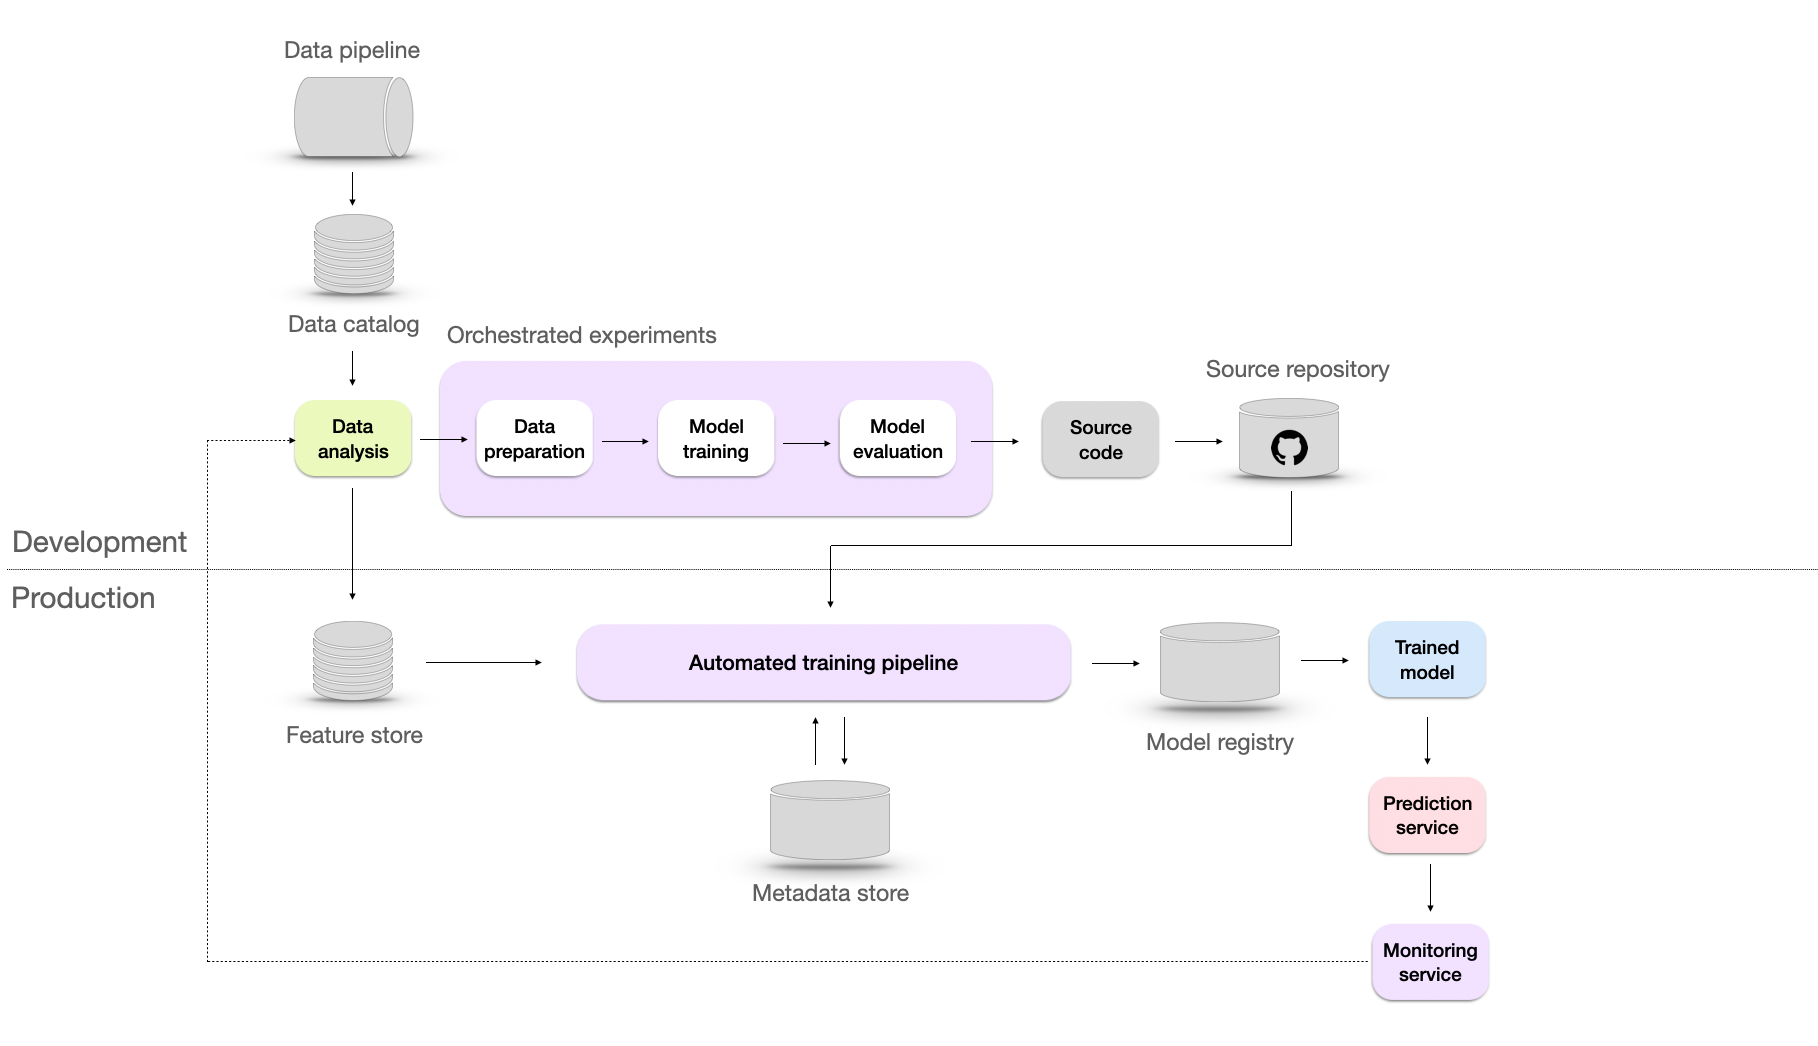 Data pipeline
Data catalog
Orchestrated experiments
Source repository
Data
analysis
Data
preparation
Model
training
Model
evaluation
Source
code
Development
Production
Automated training pipeline
Trained
model
Feature store
Model registry
Prediction
service
Metadata store
Monitoring
service